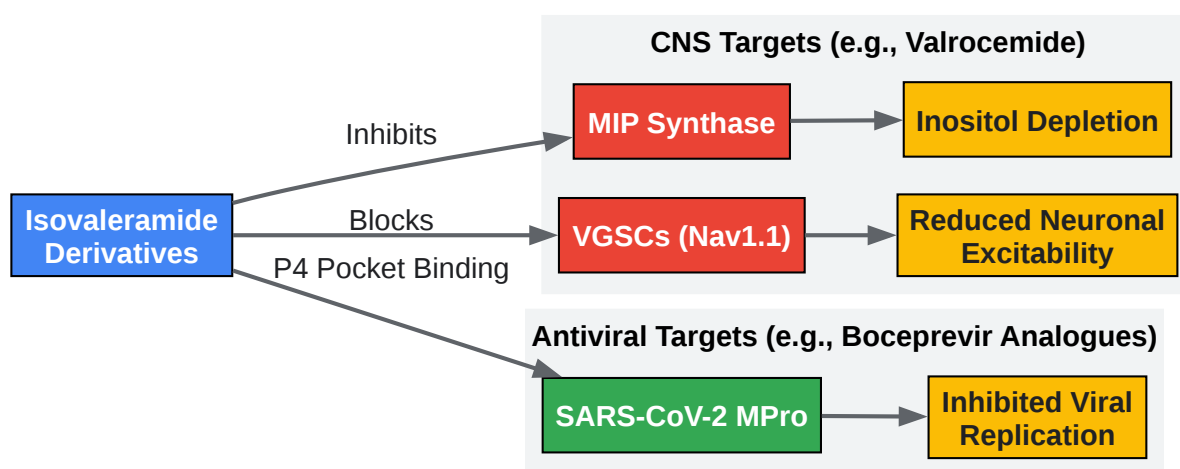 CNS Targets (e.g., Valrocemide)
Inhibits
MIP Synthase
Inositol Depletion
Isovaleramide
Derivatives
Blocks
VGSCs (Nav1.1)
Reduced Neuronal
Excitability
P4 Pocket Binding
Antiviral Targets (e.g., Boceprevir Analogues)
SARS-CoV-2 MPro
Inhibited Viral
Replication